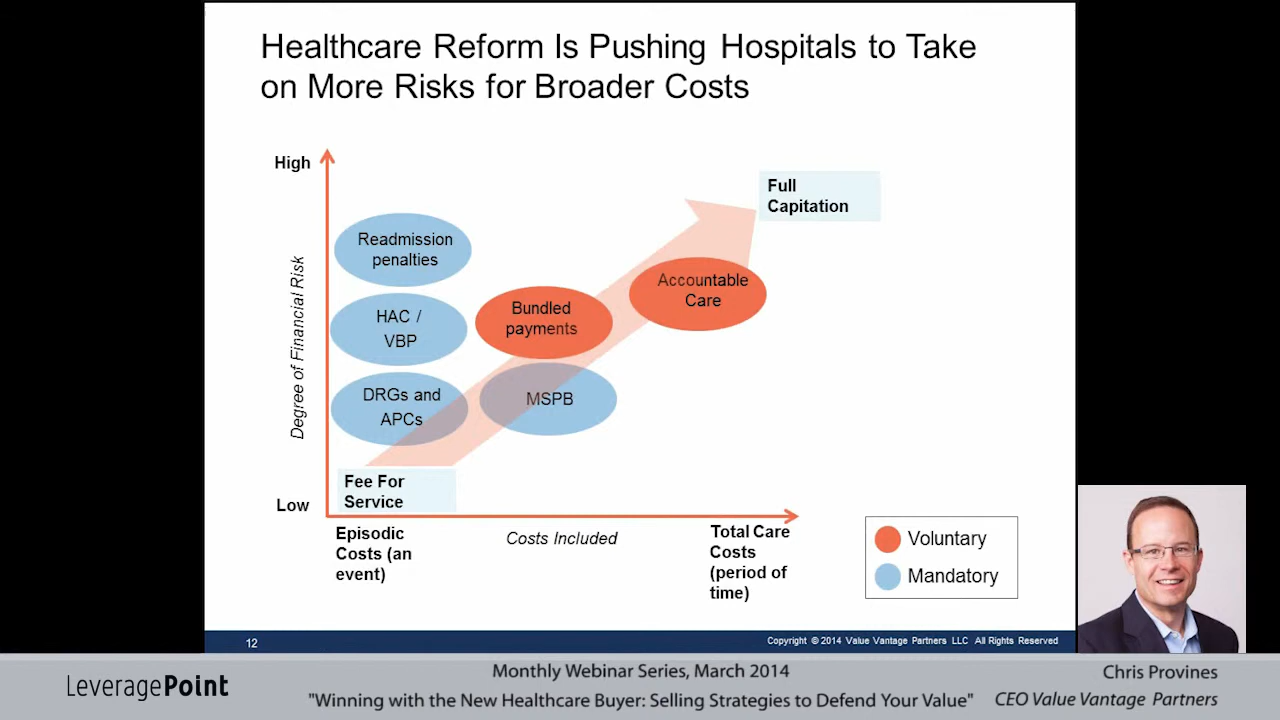 Healthcare Reform Is Pushing Hospitals to Take
on More Risks for Broader Costs
High
Full
Capitation
Readmission
penalties
Accountable
Care
Bundled
payments
HAC /
VBP
Degree of Financial Risk
DRGs and
APCs
MSPB
Fee For
Service
Low
Episodic
Costs (an
event)
Costs Included
Total Care
Costs
(period of
time)
Voluntary
Mandatory
12
Copyright © 2014 Value Vantage Partners LLC All Rights Reserved
LeveragePoint
Monthly Webinar Series, March 2014
"Winning with the New Healthcare Buyer: Selling Strategies to Defend Your Value"
Chris Provines
CEO Value Vantage Partners